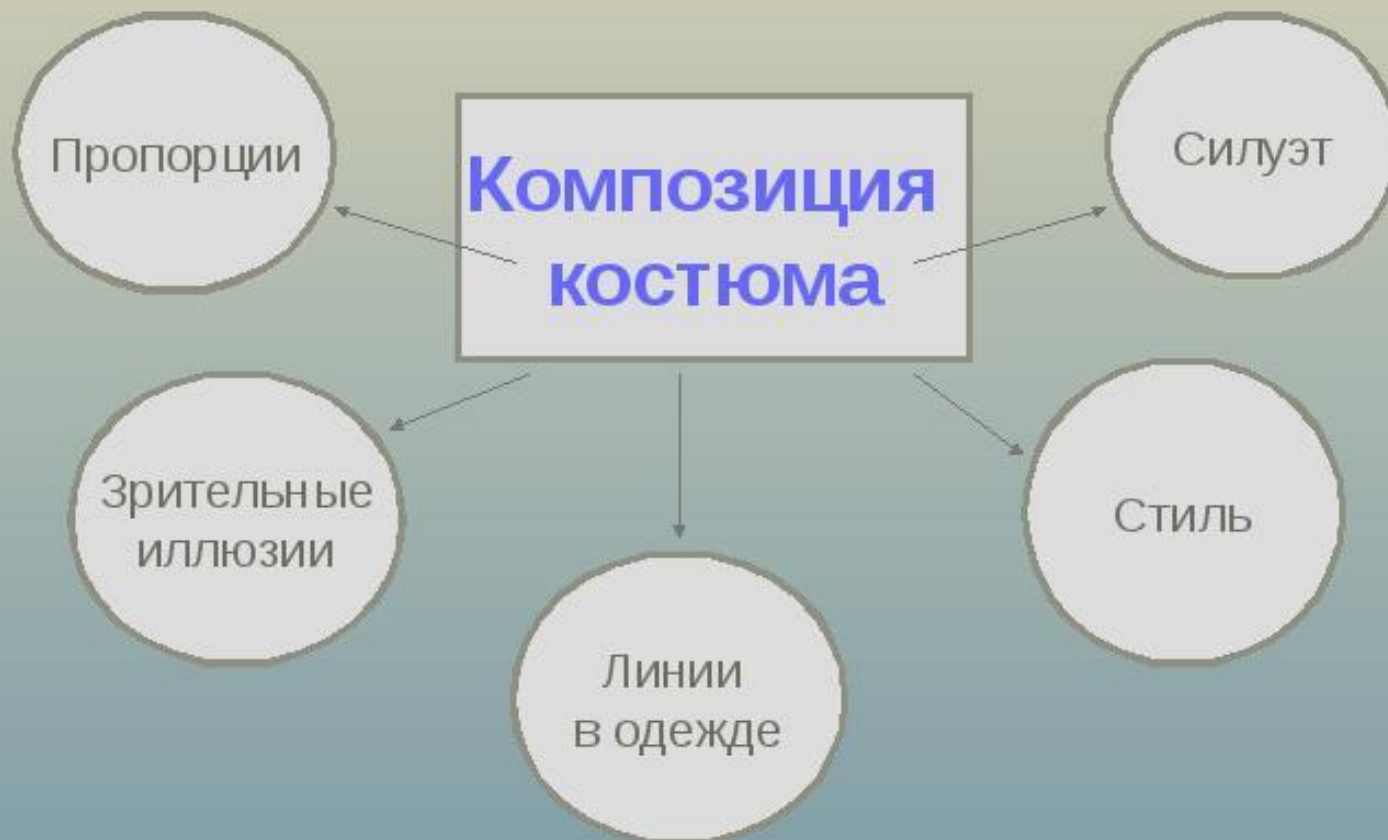 Композиция
костюма
Пропорции
Силуэт
Зрительные
иллюзии
Стиль
Линии
в одежде